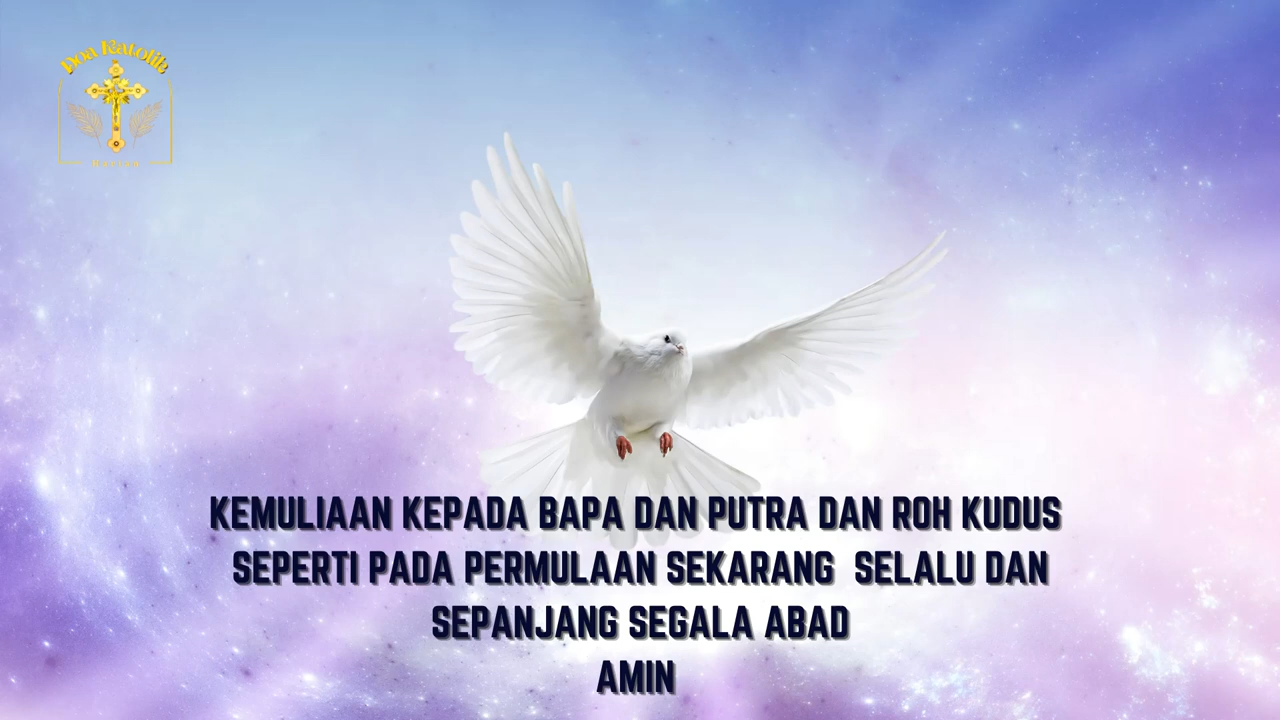 Doa Katolik
KEMULIAAN KEPADA BAPA DAN PUTRA DAN ROH KUDUS
SEPERTI PADA PERMULAAN SEKARANG  SELALU DAN
SEPANJANG SEGALA ABAD
AMIN